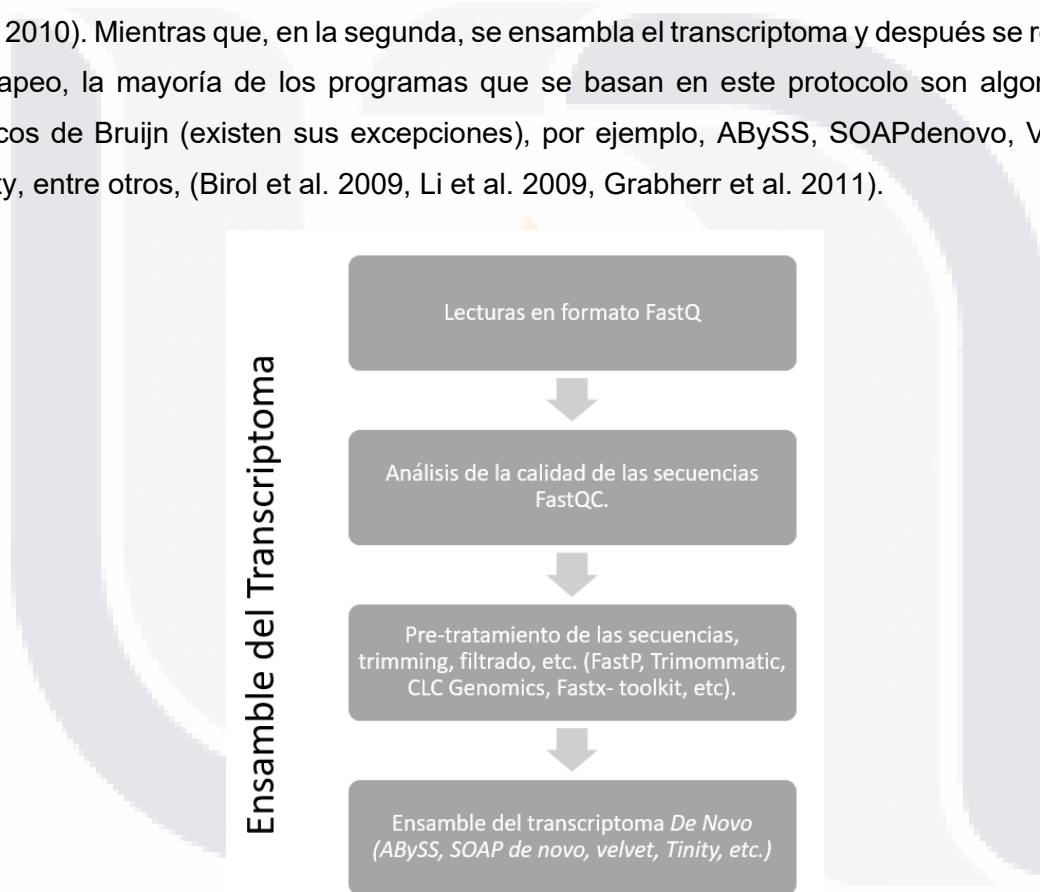 2010). Mientras que, en la segunda, se ensambla el transcriptoma y después se r
apeo, la mayoría de los programas que se basan en este protocolo son algor
cos de Bruijn (existen sus excepciones), por ejemplo, ABySS, SOAPdenovo, V
ty, entre otros, (Birol et al. 2009, Li et al. 2009, Grabherr et al. 2011).
Ensamble del Transcriptoma
Lecturas en formato FastQ
Análisis de la calidad de las secuencias
FastQC.
Pre-tratamiento de las secuencias,
trimming, filtrado, etc. (FastP, Trimommatic,
CLC Genomics, Fastx- toolkit, etc).
Ensamble del transcriptoma De Novo
(ABySS, SOAP de novo, velvet, Tinity, etc.)